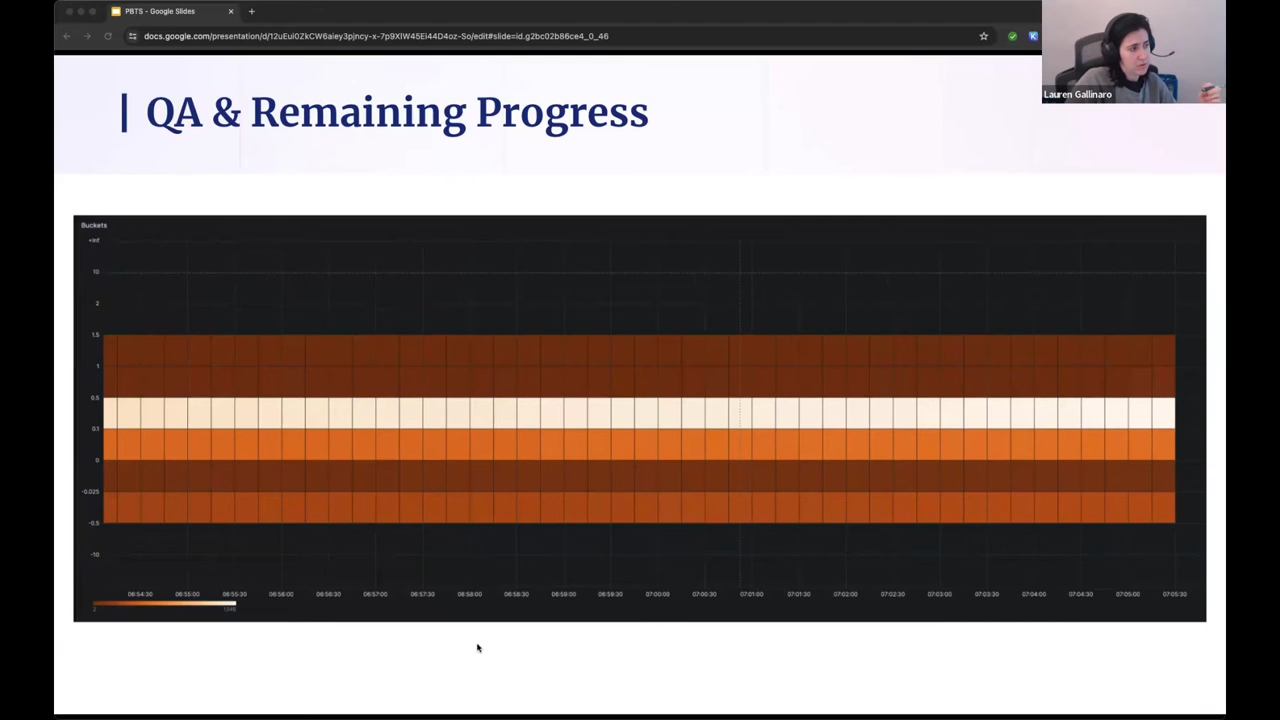 PBTS - Google Slides
docs.google.com/presentation/d/12uEui0ZkCW6aiey3pjncy-x-7p9XlW45Ei44D4oz-So/edit#slide=id.g2bc02b86ce4_0_46
Lauren Gallinaro
| QA & Remaining Progress
Buckets
+Inf
10
2
1.5
1
0.5
0.1
0
-0.025
-0.5
-10
06:54:30 06:55:00 06:55:30 06:56:00 06:56:30 06:57:00 06:57:30 06:58:00 06:58:30 06:59:00 06:59:30 07:00:00 07:00:30 07:01:00 07:01:30 07:02:00 07:02:30 07:03:00 07:03:30 07:04:00 07:04:30 07:05:00 07:05:30
2